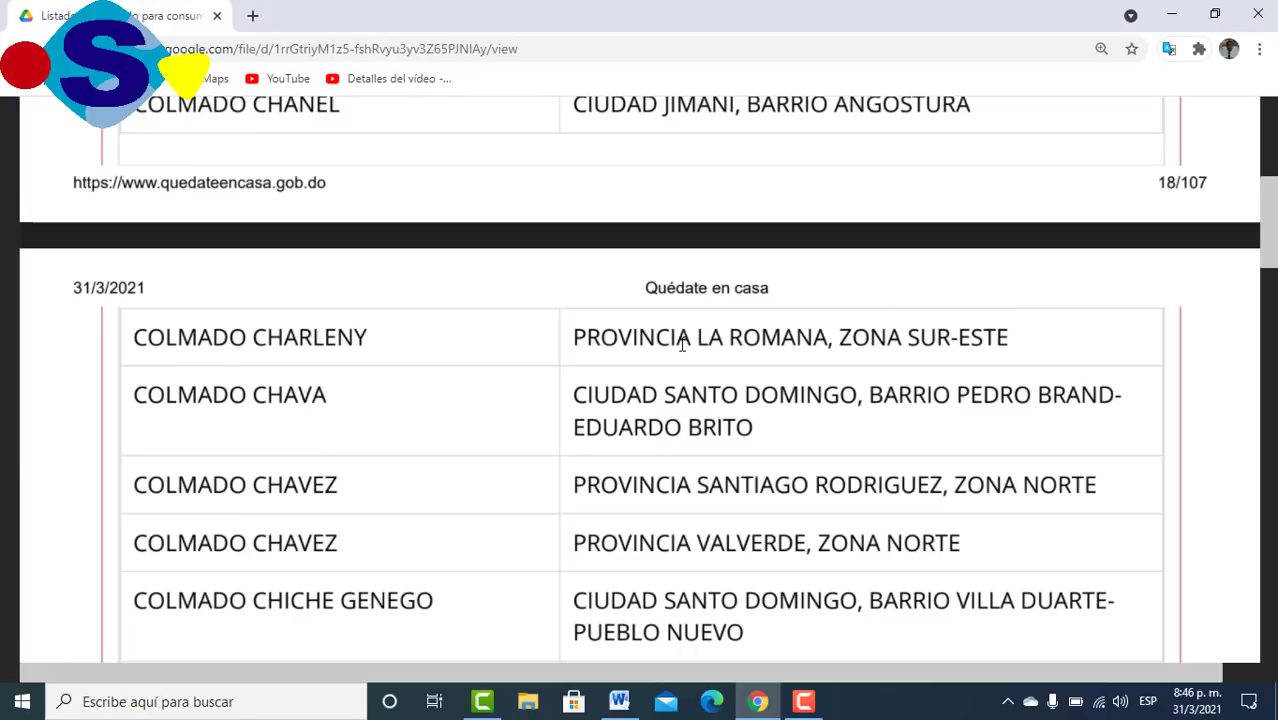 Listado
do para consum
google.com/file/d/1rrGtriyM1z5-fshRvyu3yv3Z65PJNIAy/view
Maps
YouTube
Detalles del vídeo -...
S
COLMADO CHANEL
CIUDAD JIMANI, BARRIO ANGOSTURA
https://www.quedateencasa.gob.do
18/107
31/3/2021
Quédate en casa
COLMADO CHARLENY
PROVINCIA LA ROMANA, ZONA SUR-ESTE
COLMADO CHAVA
CIUDAD SANTO DOMINGO, BARRIO PEDRO BRAND-
EDUARDO BRITO
COLMADO CHAVEZ
PROVINCIA SANTIAGO RODRIGUEZ, ZONA NORTE
COLMADO CHAVEZ
PROVINCIA VALVERDE, ZONA NORTE
COLMADO CHICHE GENEGO
CIUDAD SANTO DOMINGO, BARRIO VILLA DUARTE-
PUEBLO NUEVO
Escribe aquí para buscar
ESP
8:46 p. m.
31/3/2021